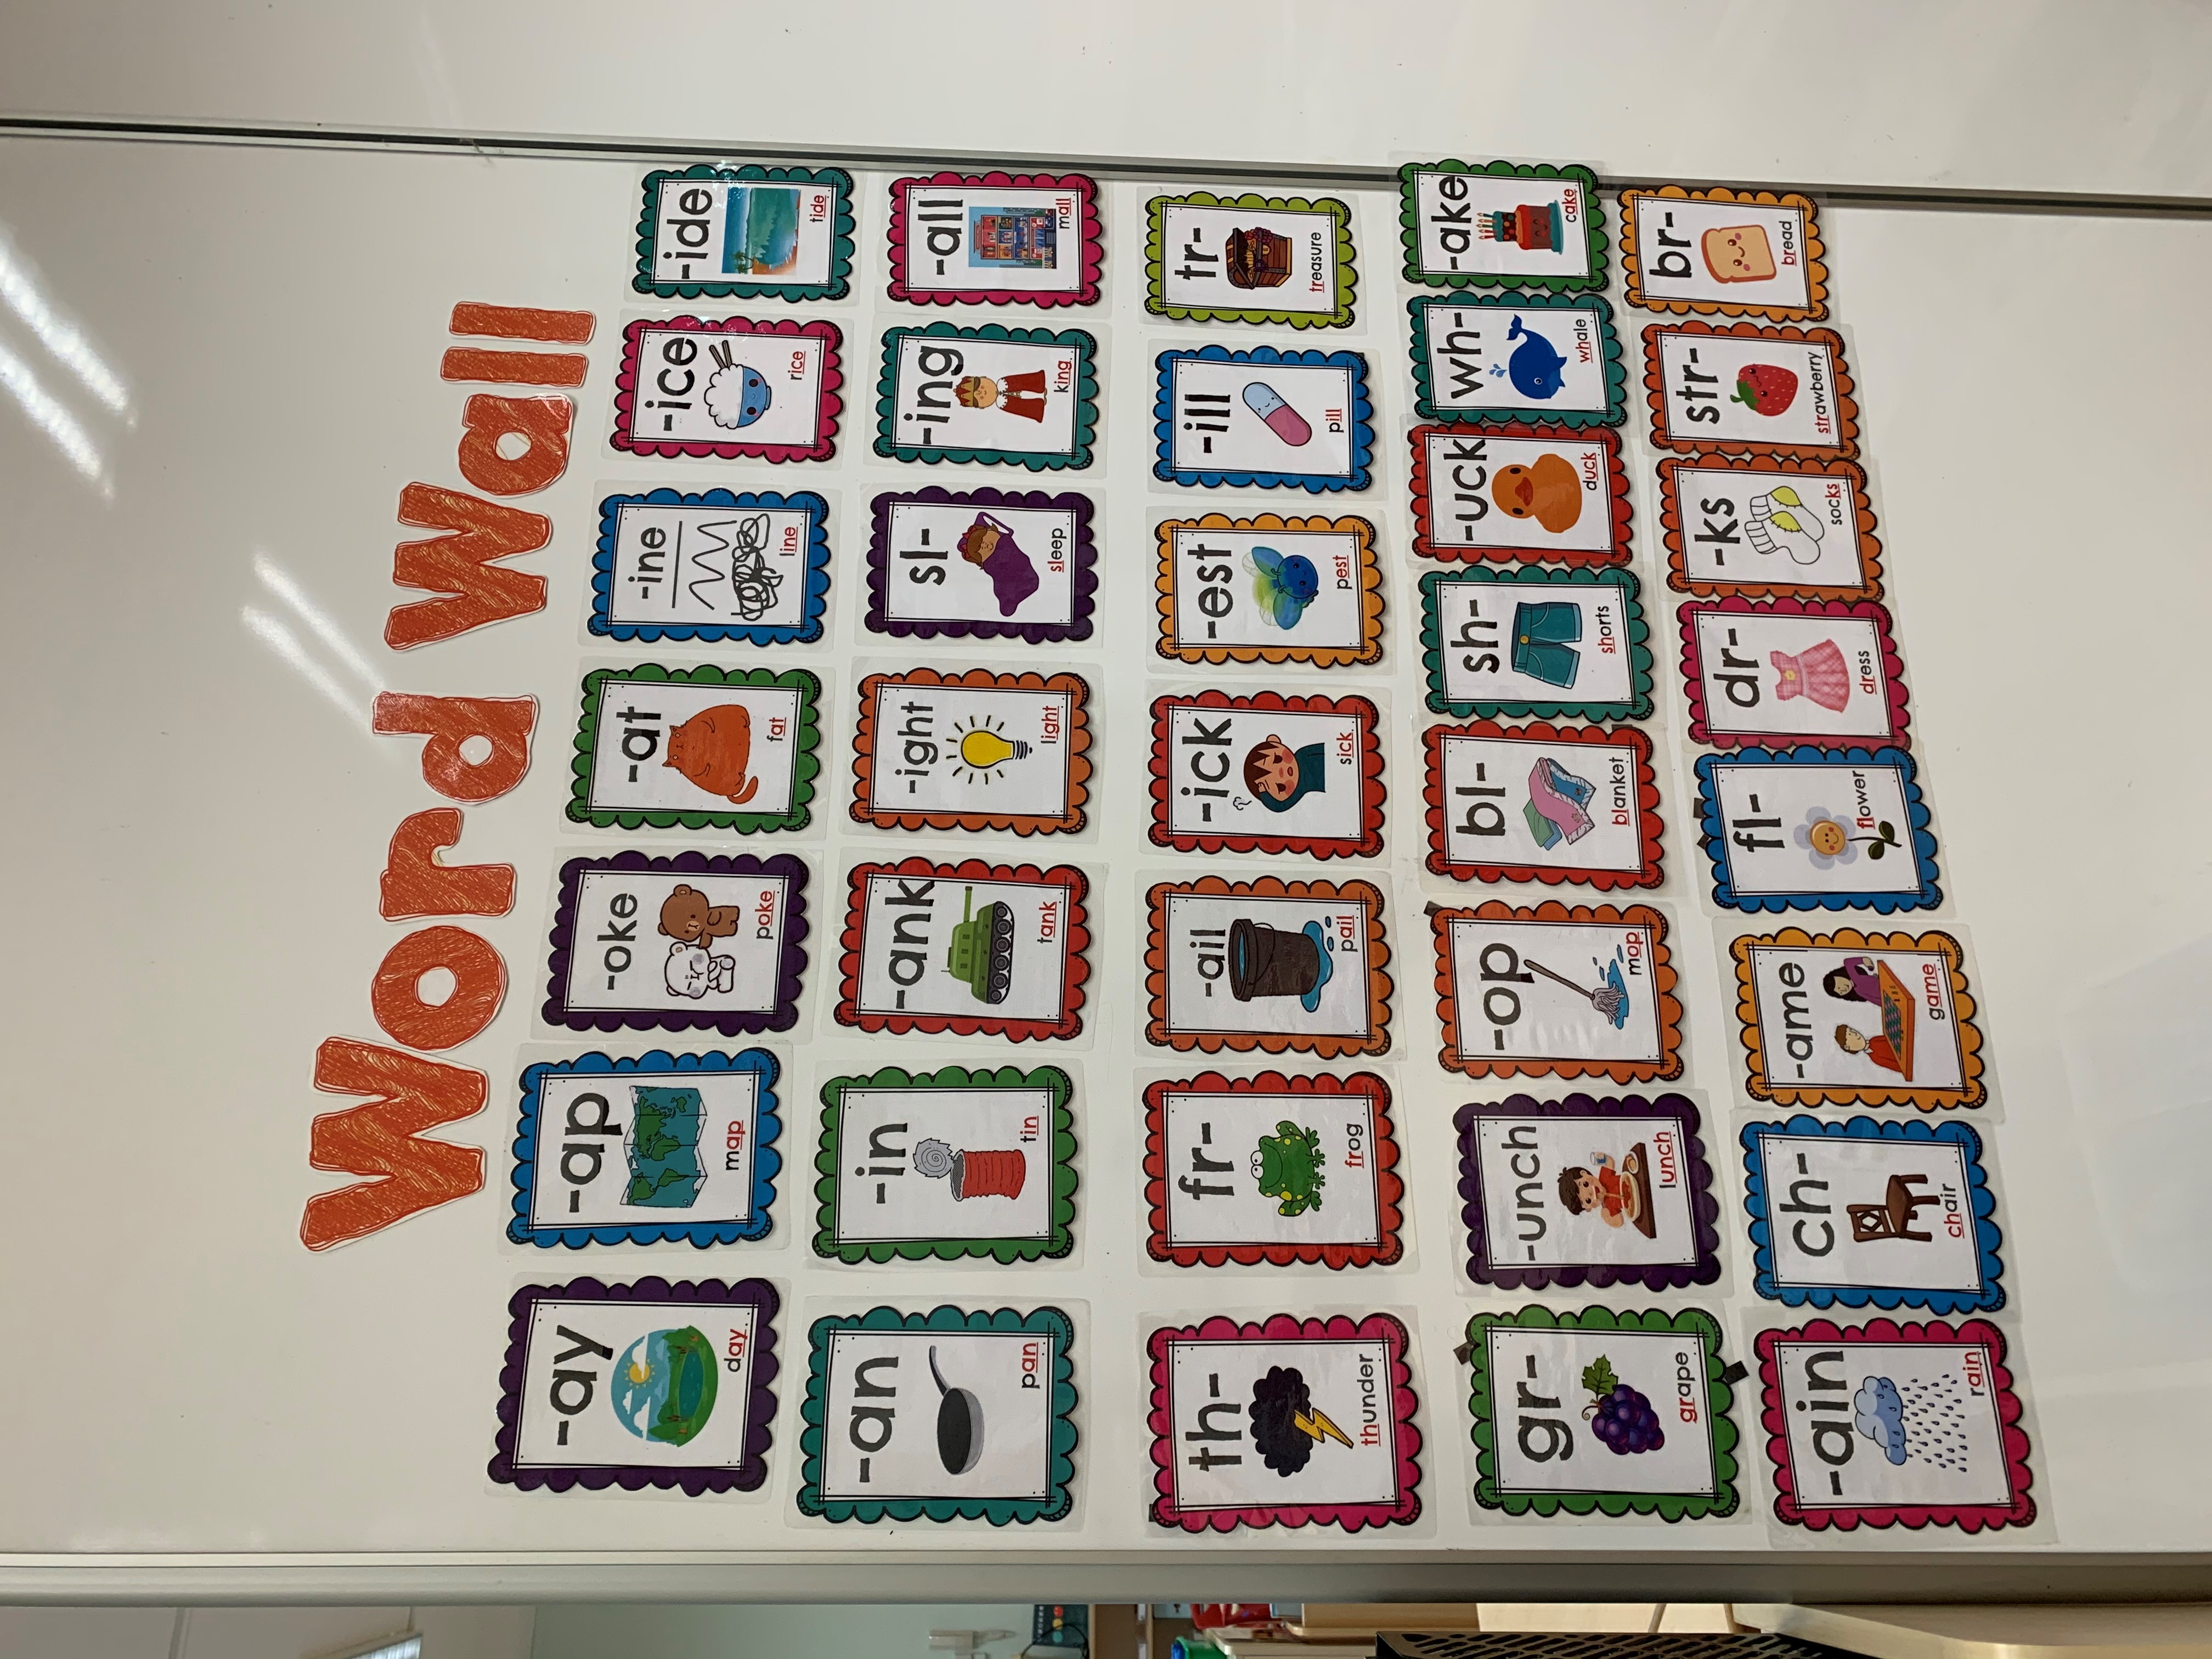 Word Wall
-ay
day
-ap
map
-oke
poke
-at
fat
-ine
line
-ice
rice
-ide
tide
-an
pan
-in
tin
-ank
tank
-ight
light
sl-
sleep
-ing
king
-all
mall
th-
thunder
fr-
frog
-ail
pail
-ick
sick
-est
pest
-ill
pill
tr-
treasure
gr-
grape
-unch
lunch
-op
mop
bl-
blanket
sh-
shorts
-uck
duck
wh-
whale
-ake
cake
-ain
rain
ch-
chair
-ame
game
fl-
flower
dr-
dress
-ks
socks
str-
strawberry
br-
bread